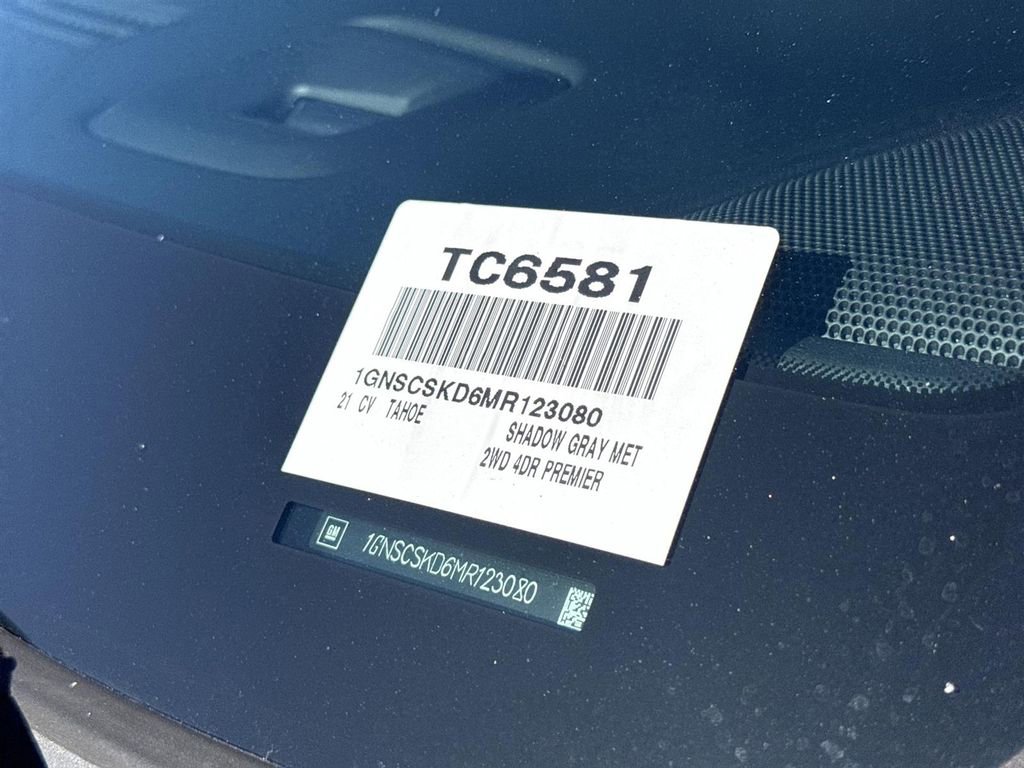 TC6581
1GNSCSKD6MR123080
21 CV TAHOE
SHADOW GRAY MET
2WD 4DR PREMIER
GM 1GNSCSKD6MR123080